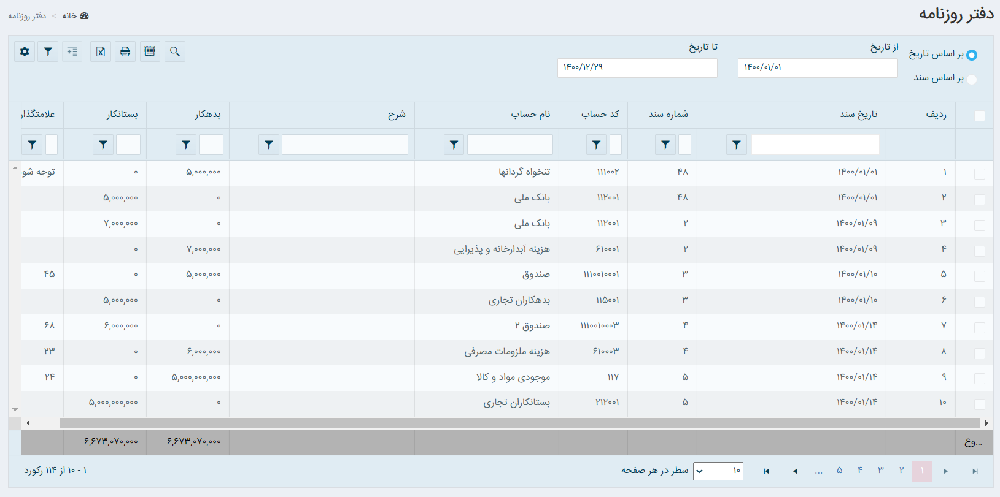 دفتر روزنامه
خانه > دفتر روزنامه
بر اساس تاریخ
بر اساس سند
از تاریخ
۱۴۰۰/۰۱/۰۱
تا تاریخ
۱۴۰۰/۱۲/۲۹
ردیف تاریخ سند شماره سند کد حساب نام حساب شرح بدهکار بستانکار علامتگذار
۱ ۱۴۰۰/۰۱/۰۱ ۴۸ ۱۱۱۰۰۲ تنخواه گردانها ۵,۰۰۰,۰۰۰ ۰ توجه شو
۲ ۱۴۰۰/۰۱/۰۱ ۴۸ ۱۱۲۰۰۱ بانک ملی ۰ ۵,۰۰۰,۰۰۰
۳ ۱۴۰۰/۰۱/۰۹ ۲ ۱۱۲۰۰۱ بانک ملی ۰ ۷,۰۰۰,۰۰۰
۴ ۱۴۰۰/۰۱/۰۹ ۲ ۶۱۰۰۰۱ هزینه آبدارخانه و پذیرایی ۷,۰۰۰,۰۰۰ ۰
۵ ۱۴۰۰/۰۱/۱۰ ۳ ۱۱۱۰۰۱۰۰۰۱ صندوق ۵,۰۰۰,۰۰۰ ۰ ۴۵
۶ ۱۴۰۰/۰۱/۱۰ ۳ ۱۱۵۰۰۱ بدهکاران تجاری ۰ ۵,۰۰۰,۰۰۰
۷ ۱۴۰۰/۰۱/۱۴ ۴ ۱۱۱۰۰۱۰۰۰۳ صندوق ۲ ۰ ۶,۰۰۰,۰۰۰ ۶۸
۸ ۱۴۰۰/۰۱/۱۴ ۴ ۶۱۰۰۰۳ هزینه ملزومات مصرفی ۶,۰۰۰,۰۰۰ ۰ ۲۳
۹ ۱۴۰۰/۰۱/۱۴ ۵ ۱۱۷ موجودی مواد و کالا ۵,۰۰۰,۰۰۰,۰۰۰ ۰ ۲۴
۱۰ ۱۴۰۰/۰۱/۱۴ ۵ ۲۱۲۰۰۱ بستانکاران تجاری ۰ ۵,۰۰۰,۰۰۰,۰۰۰
...وع ۶,۶۷۳,۰۷۰,۰۰۰ ۶,۶۷۳,۰۷۰,۰۰۰
۱ ۲ ۳ ۴ ۵ ... ۱۰ سطر در هر صفحه
۱ - ۱۰ از ۱۱۴ رکورد